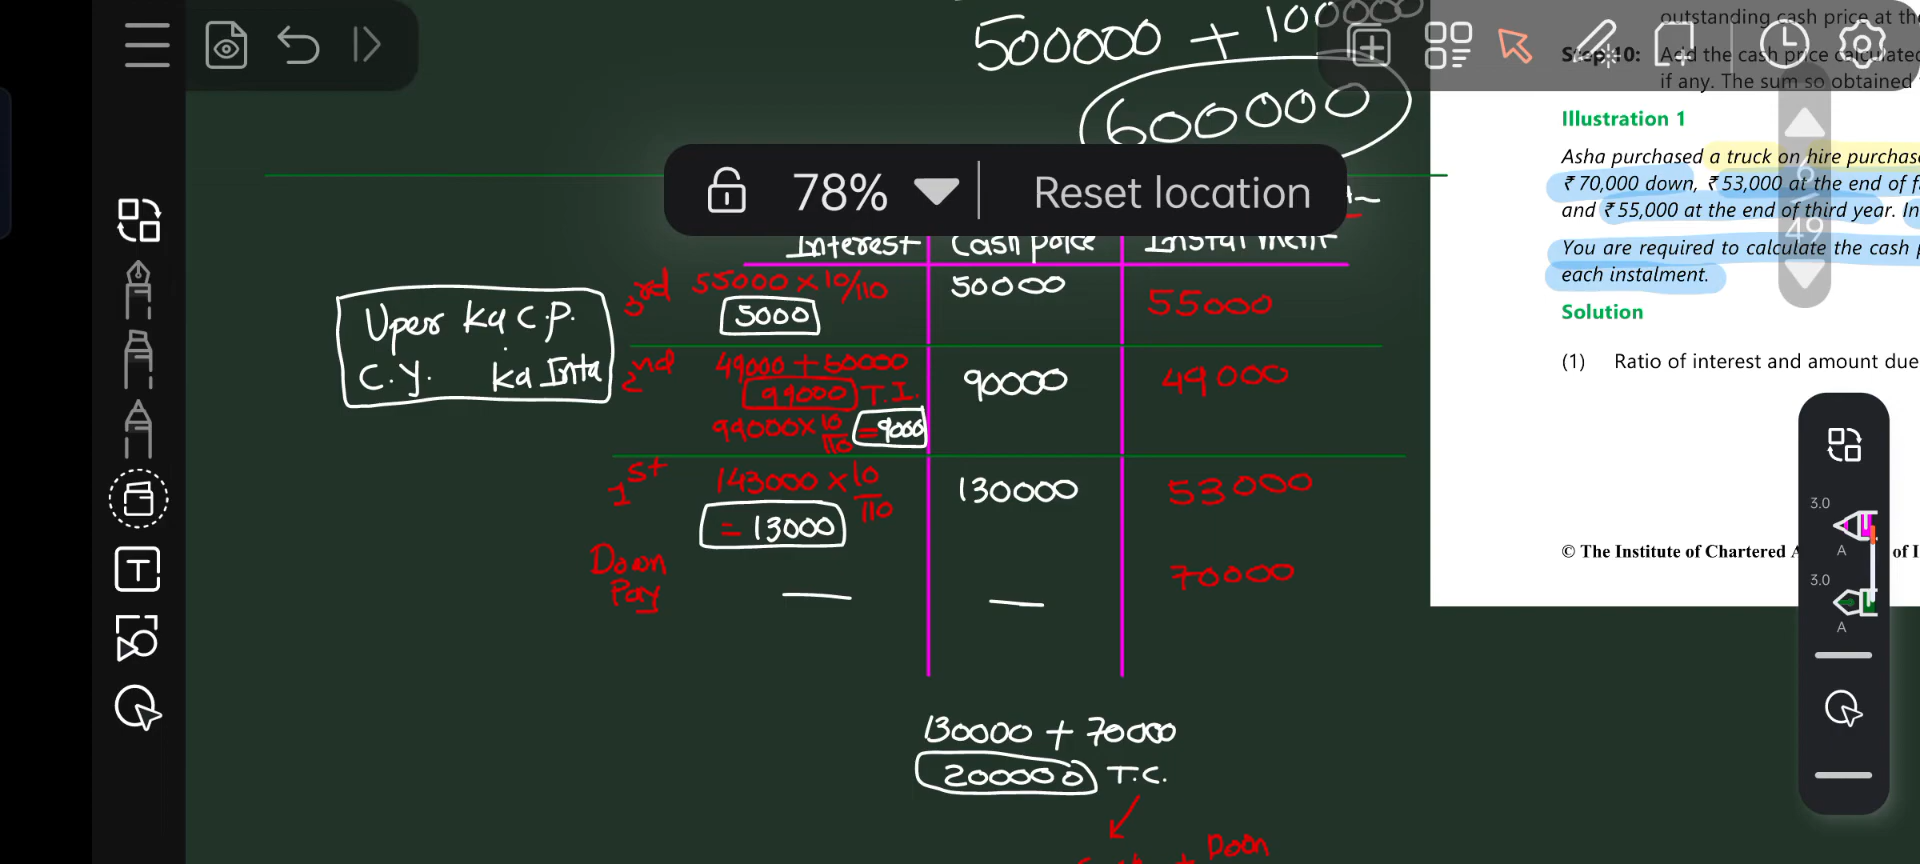 500000 + 100000
600000
78% Reset location
Interest Cash price Instalment
3rd 55000 × 10/110 50000 55000
5000
Uper ka C.P.
C.Y. ka Insta
2nd 49000 + 50000 90000 49000
99000 T.I.
99000 × 10/110 = 9000
1st 143000 × 10/110 130000 53000
= 13000
Down Pay — — 70000
130000 + 70000
200000 T.C.
+ Down
outstanding cash price at the
Step 10: Add the cash price calculated
if any. The sum so obtained
Illustration 1
Asha purchased a truck on hire purchase
₹ 70,000 down, ₹ 53,000 at the end of f
and ₹ 55,000 at the end of third year. In
You are required to calculate the cash p
each instalment.
Solution
(1) Ratio of interest and amount due
© The Institute of Chartered A of I
6
49
3.0
A
3.0
A
T